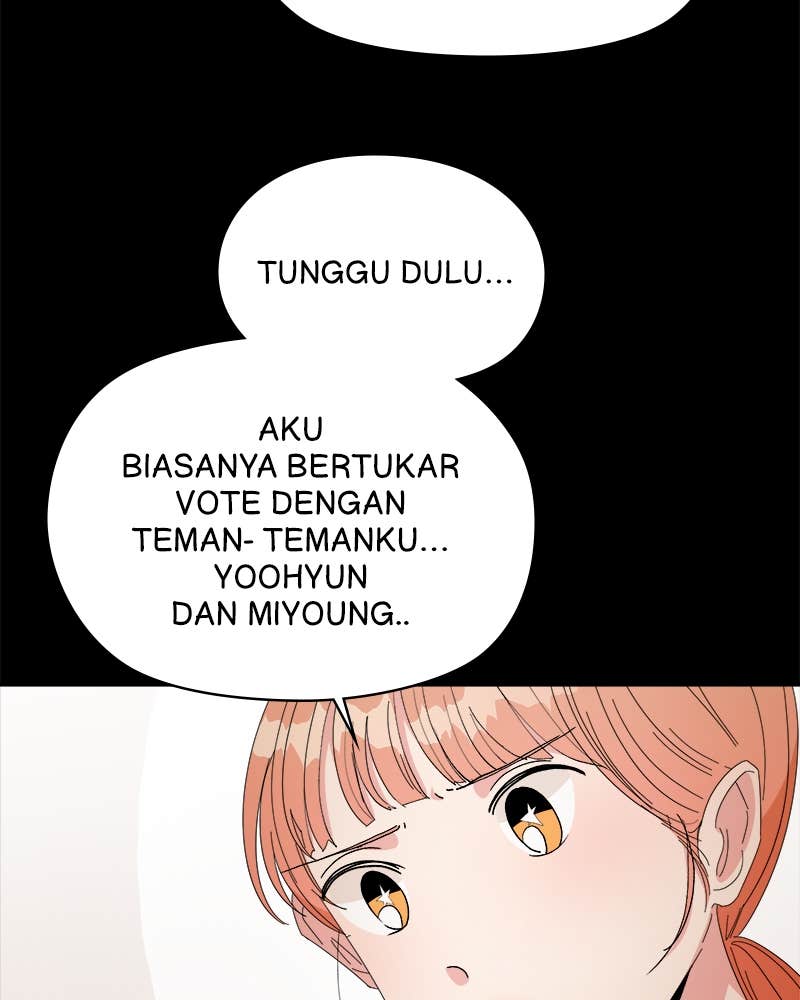 TUNGGU DULU...
AKU
BIASANYA BERTUKAR
VOTE DENGAN
TEMAN- TEMANKU...
YOOHYUN
DAN MIYOUNG..